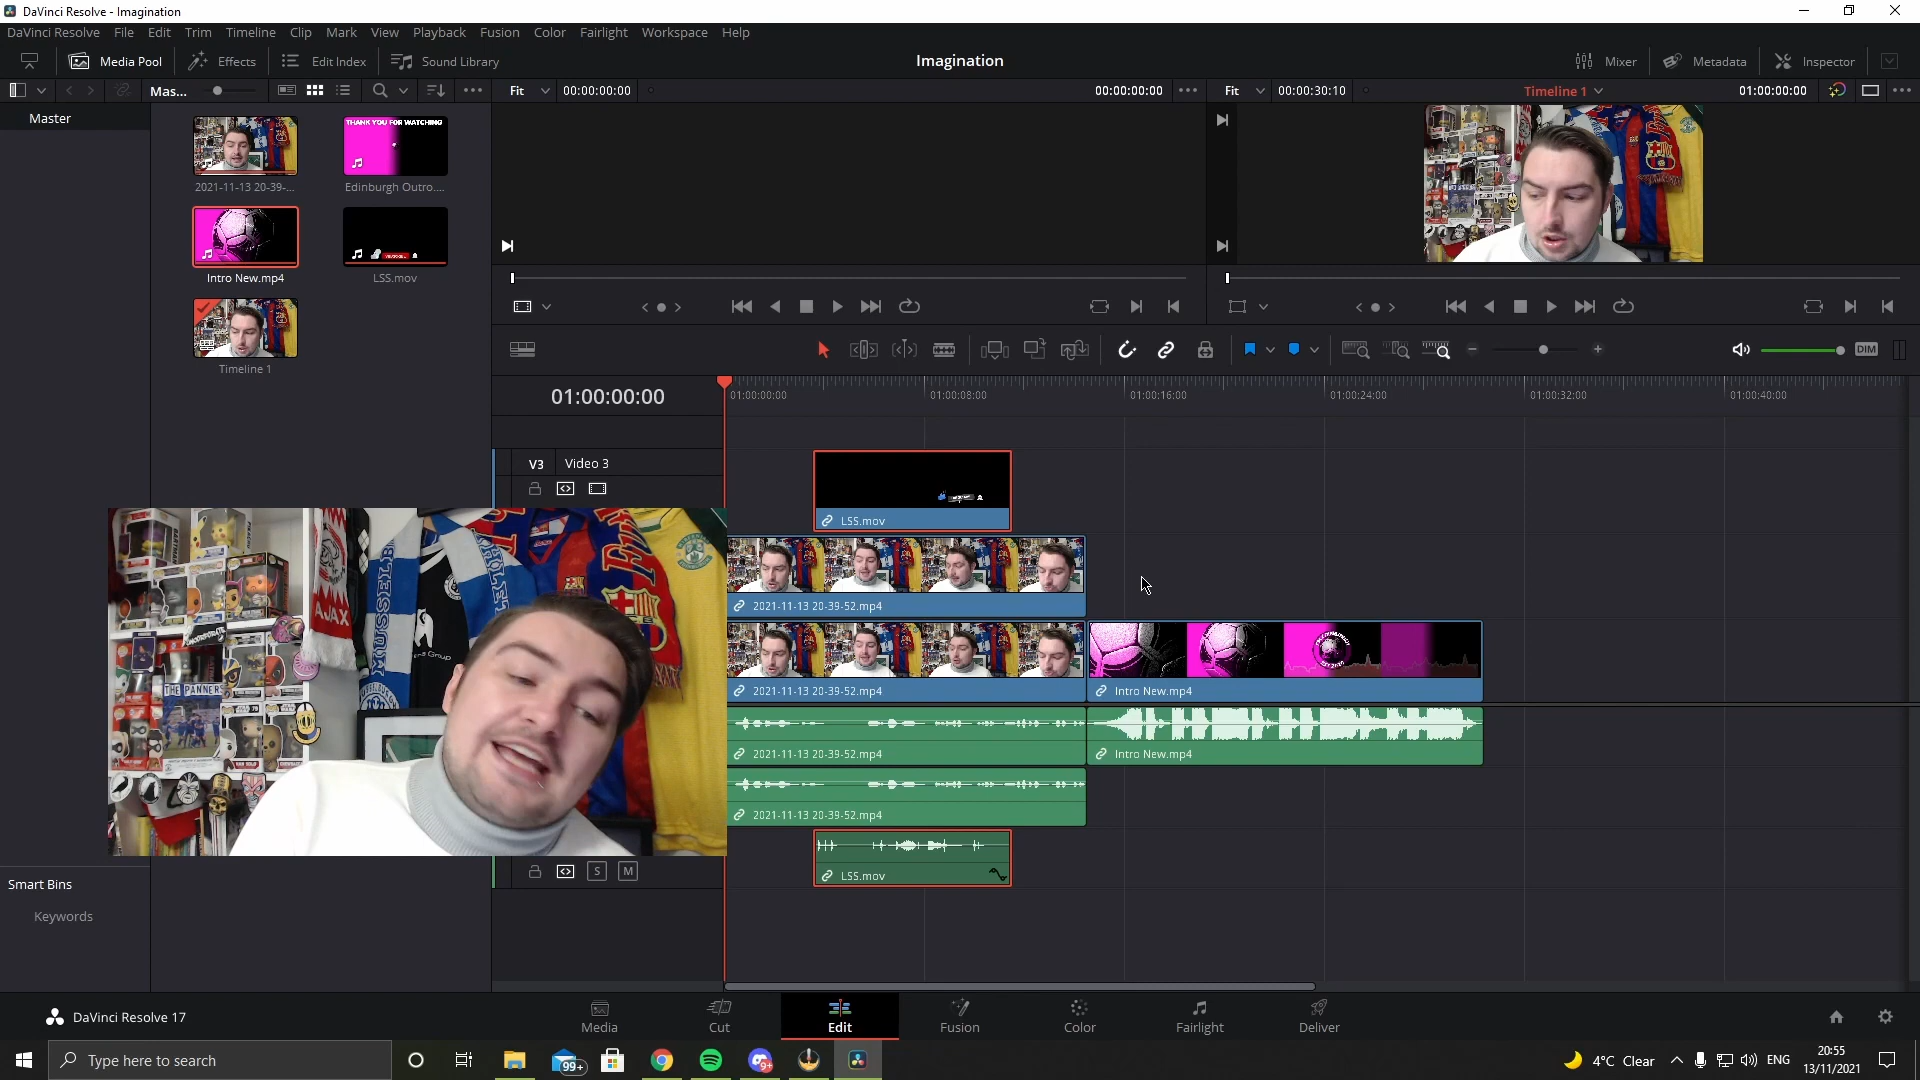 DaVinci Resolve - Imagination
DaVinci Resolve File Edit Trim Timeline Clip Mark View Playback Fusion Color Fairlight Workspace Help
Media Pool Effects Edit Index Sound Library Imagination Mixer Metadata Inspector
Mas... Fit 00:00:00:00 00:00:00:00 Fit 00:00:30:10 Timeline 1 01:00:00:00
Master
THANK YOU FOR WATCHING
2021-11-13 20-39-... Edinburgh Outro....
Intro New.mp4 LSS.mov
Timeline 1
DIM
01:00:00:00 01:00:00:00 01:00:08:00 01:00:16:00 01:00:24:00 01:00:32:00 01:00:40:00
V3 Video 3
LSS.mov
2021-11-13 20-39-52.mp4
2021-11-13 20-39-52.mp4 Intro New.mp4
2021-11-13 20-39-52.mp4 Intro New.mp4
2021-11-13 20-39-52.mp4
S M LSS.mov
AJAX
MUSSELB
THE PANNERS
Smart Bins
Keywords
DaVinci Resolve 17
Media Cut Edit Fusion Color Fairlight Deliver
Type here to search
99+
4°C Clear ENG 20:55
13/11/2021